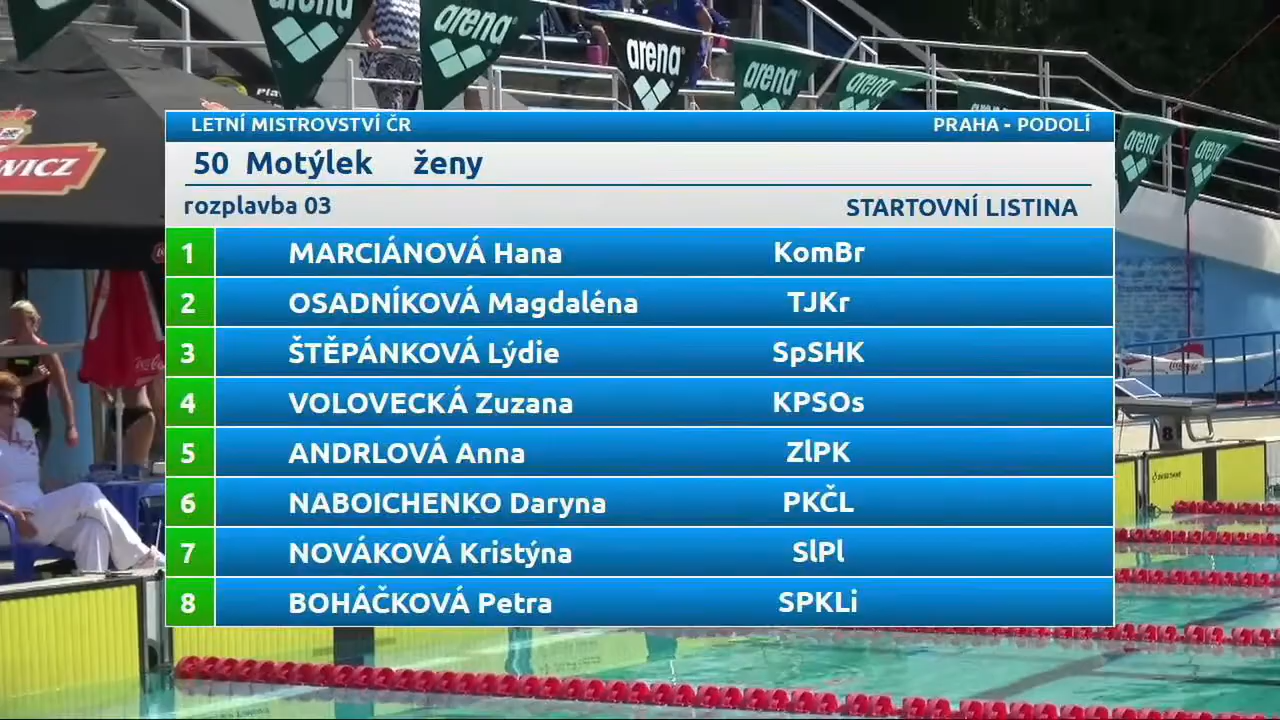 arena
arena
arena
arena
arena
arena
arena
LETNÍ MISTROVSTVÍ ČR
PRAHA - PODOLÍ
50 Motýlek ženy
rozplavba 03
STARTOVNÍ LISTINA
1 MARCIÁNOVÁ Hana KomBr
2 OSADNÍKOVÁ Magdaléna TJKr
3 ŠTĚPÁNKOVÁ Lýdie SpSHK
4 VOLOVECKÁ Zuzana KPSOs
5 ANDRLOVÁ Anna ZlPK
6 NABOICHENKO Daryna PKČL
7 NOVÁKOVÁ Kristýna SlPl
8 BOHÁČKOVÁ Petra SPKLi
WICZ
8